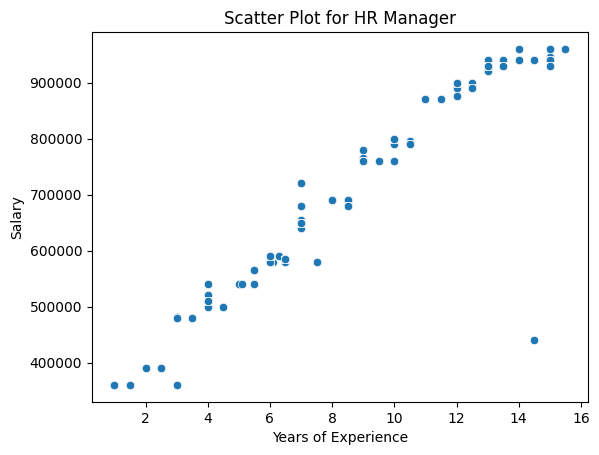 Scatter Plot for HR Manager
900000
800000
700000
600000
500000
400000
Salary
2 4 6 8 10 12 14 16
Years of Experience